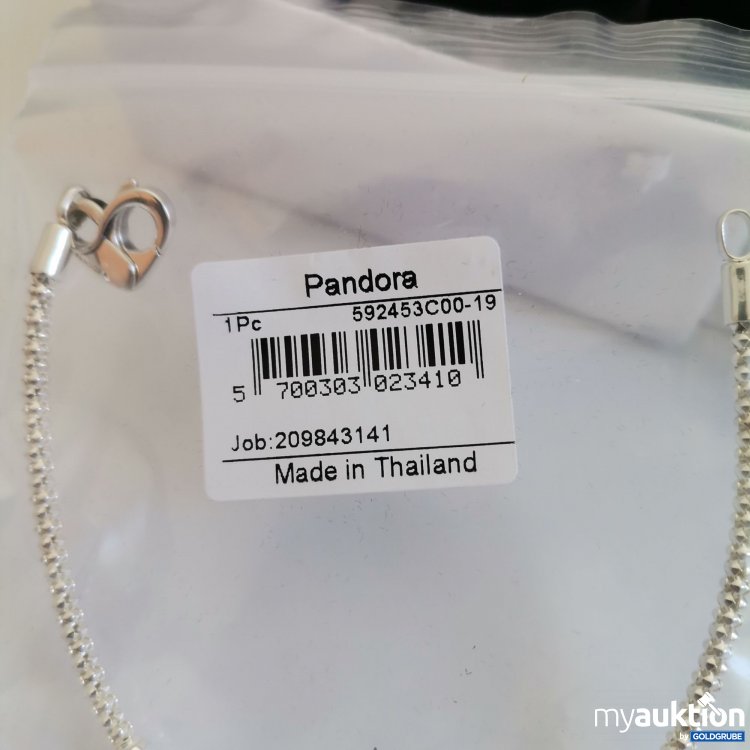 Pandora
1Pc 592453C00-19
5 700303 023410
Job:209843141
Made in Thailand
myauktion
by GOLDGRUBE